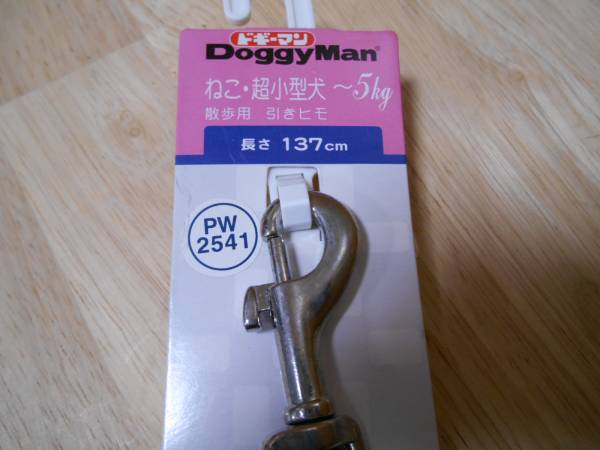 ドギーマン
DoggyMan®
ねこ・超小型犬 ～5kg
散歩用 引きヒモ
長さ 137cm
PW
2541